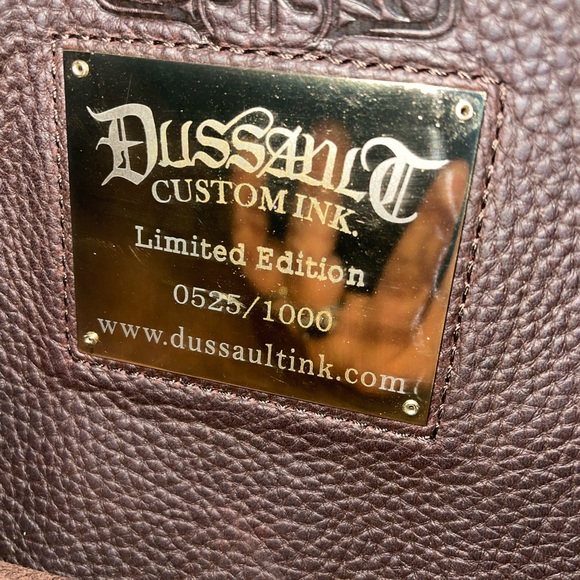 DUSSAULT
CUSTOM INK.
Limited Edition
0525/1000
www.dussaultink.com